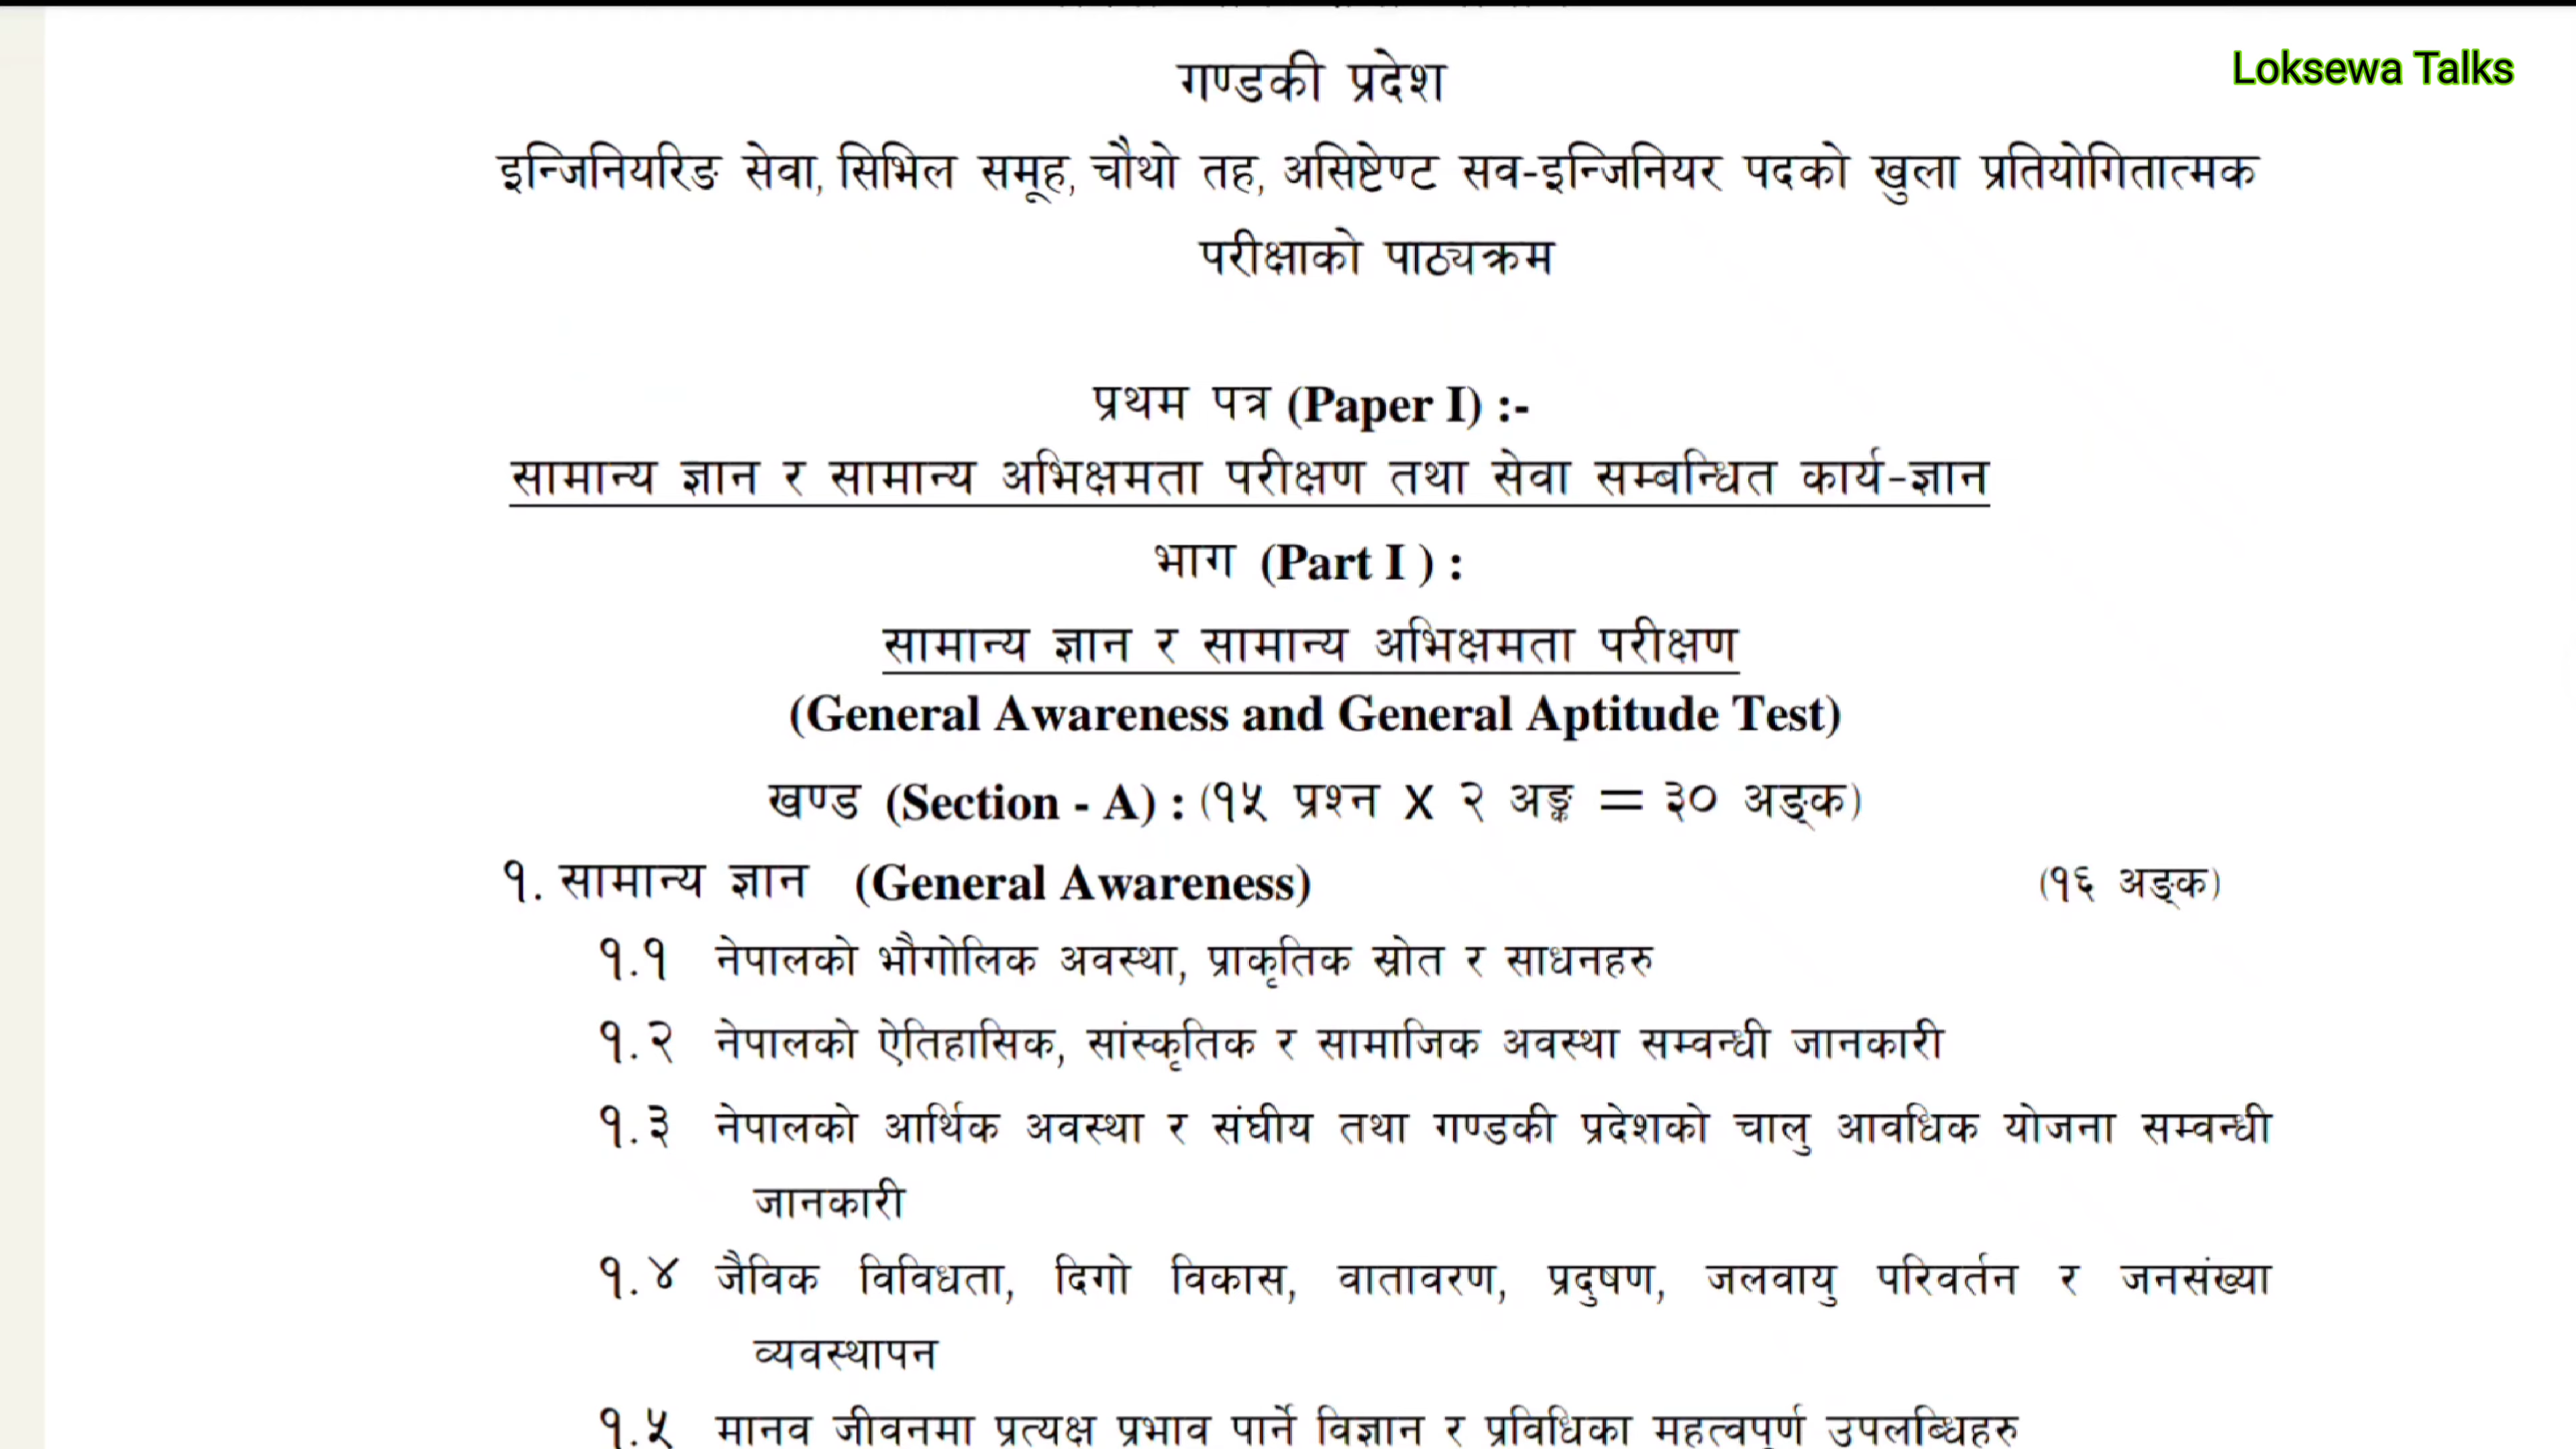 Loksewa Talks
गण्डकी प्रदेश
इन्जिनियरिङ सेवा, सिभिल समूह, चौथो तह, असिष्टेण्ट सव-इन्जिनियर पदको खुला प्रतियोगितात्मक
परीक्षाको पाठ्यक्रम
प्रथम पत्र (Paper I) :-
सामान्य ज्ञान र सामान्य अभिक्षमता परीक्षण तथा सेवा सम्बन्धित कार्य-ज्ञान
भाग (Part I ) :
सामान्य ज्ञान र सामान्य अभिक्षमता परीक्षण
(General Awareness and General Aptitude Test)
खण्ड (Section - A) : (१५ प्रश्न X २ अङ्क = ३० अङ्‌क)
१. सामान्य ज्ञान (General Awareness) (१६ अङ्‌क)
१.१ नेपालको भौगोलिक अवस्था, प्राकृतिक स्रोत र साधनहरु
१.२ नेपालको ऐतिहासिक, सांस्कृतिक र सामाजिक अवस्था सम्वन्धी जानकारी
१.३ नेपालको आर्थिक अवस्था र संघीय तथा गण्डकी प्रदेशको चालु आवधिक योजना सम्वन्धी
जानकारी
१.४ जैविक विविधता, दिगो विकास, वातावरण, प्रदुषण, जलवायु परिवर्तन र जनसंख्या
व्यवस्थापन
१.५ मानव जीवनमा प्रत्यक्ष प्रभाव पार्ने विज्ञान र प्रविधिका महत्वपूर्ण उपलब्धिहरु